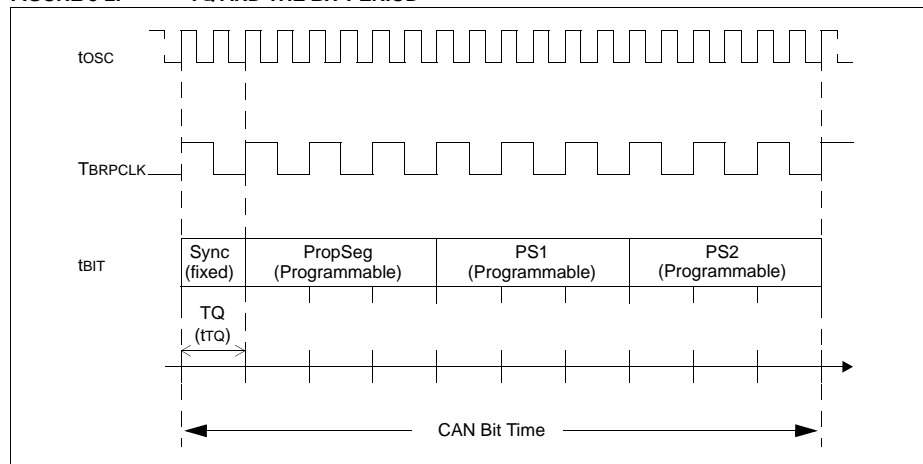 tOSC
TBRPCLK
tBIT
Sync
(fixed)
PropSeg
(Programmable)
PS1
(Programmable)
PS2
(Programmable)
TQ
(tTQ)
CAN Bit Time